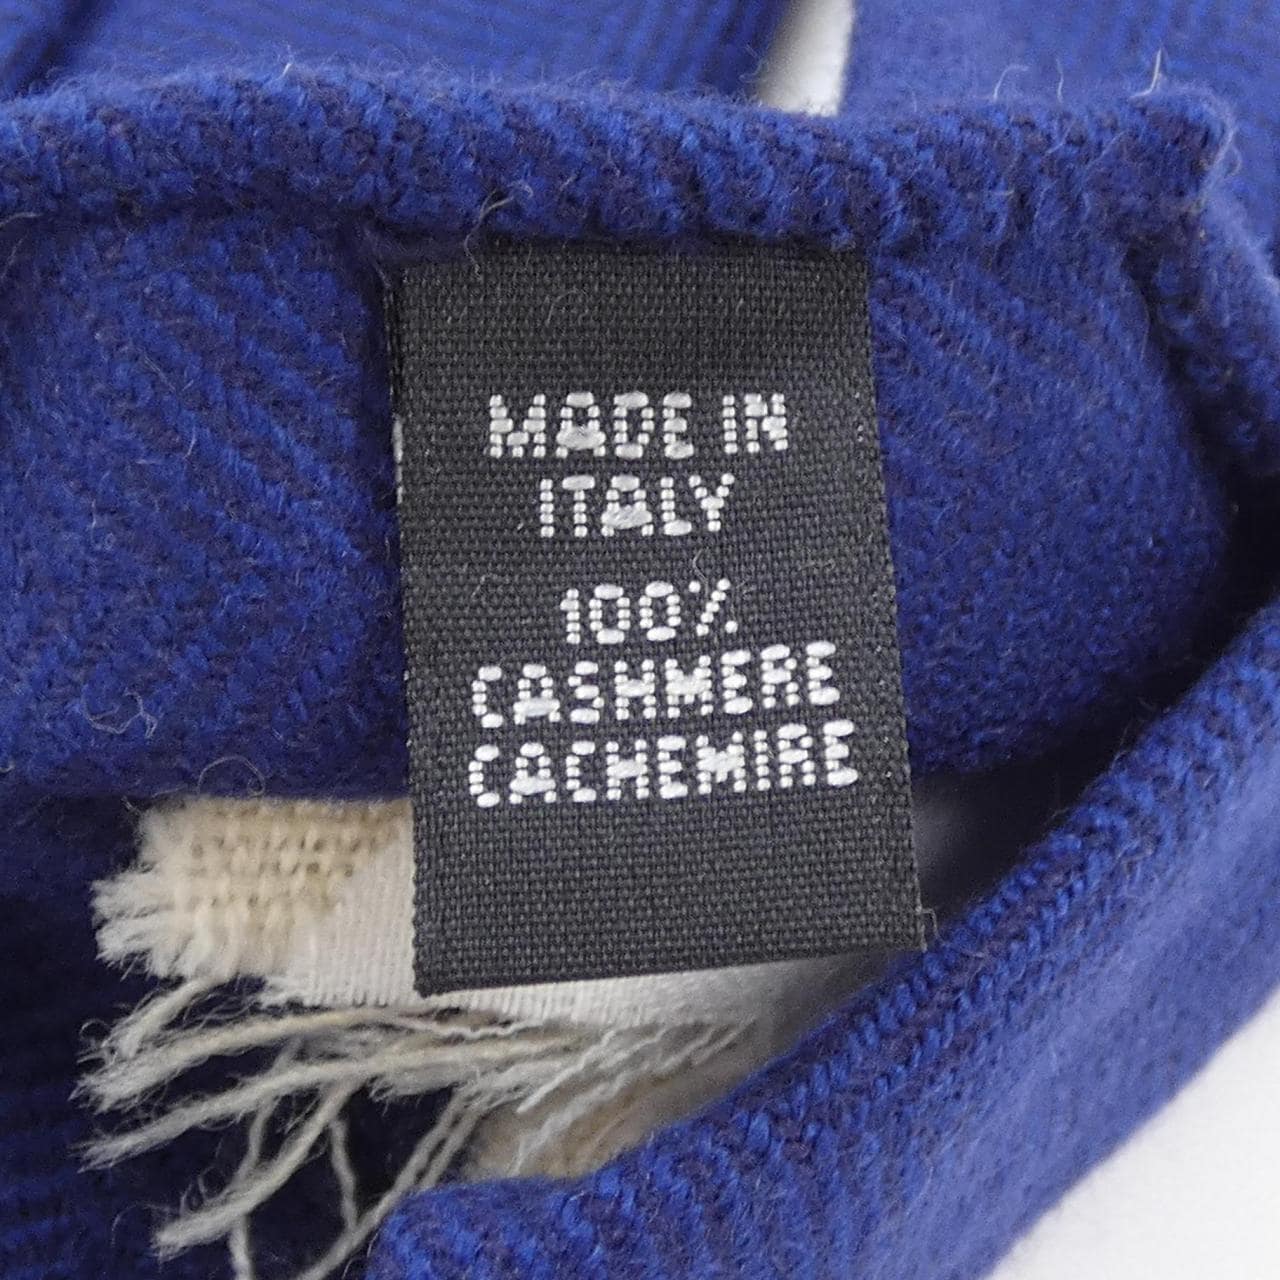 MADE IN
ITALY
100%
CASHMERE
CACHEMIRE